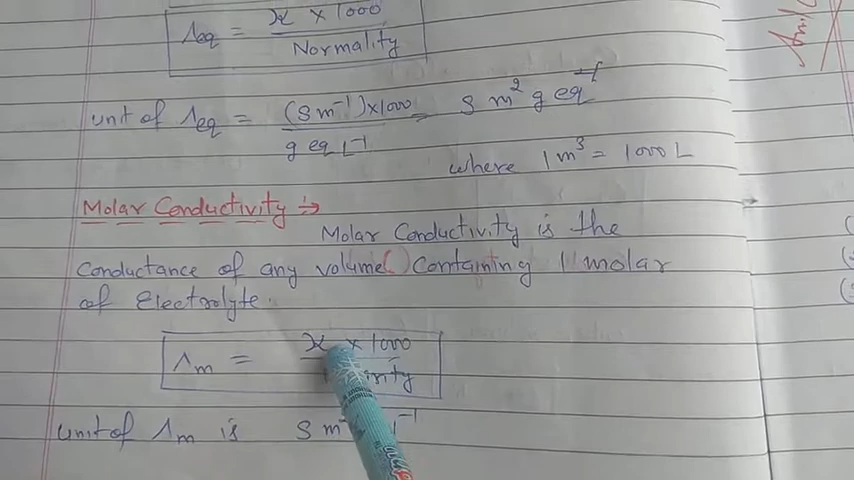 Λeq = ϰ × 1000 / Normality
unit of Λeq = (S m⁻¹) × 1000 / g eq L⁻¹ = S m² g eq⁻¹
where 1 m³ = 1000 L
Molar Conductivity :→
Molar Conductivity is the
Conductance of any volume ( ) Containing 1 molar
of Electrolyte.
Λm = ϰ × 1000 /
unit of Λm is S